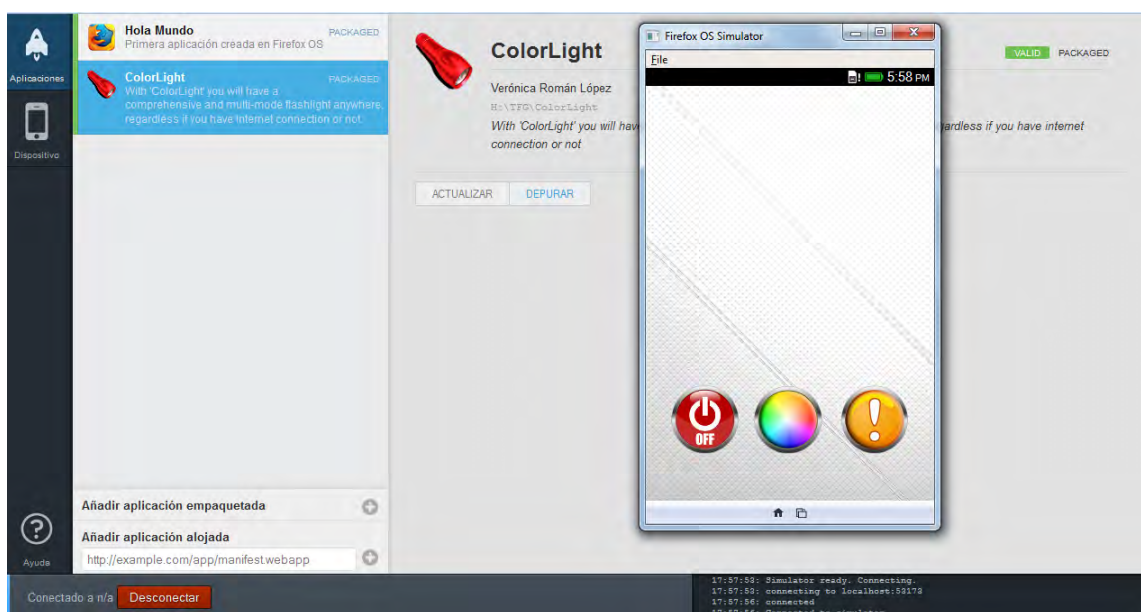 Aplicaciones
Dispositivo
Ayuda
Hola Mundo
PACKAGED
Primera aplicación creada en Firefox OS
ColorLight
PACKAGED
With 'ColorLight' you will have a
comprehensive and multi-mode flashlight anywhere,
regardless if you have Internet connection or not.
Añadir aplicación empaquetada
Añadir aplicación alojada
http://example.com/app/manifest.webapp
ColorLight
VALID
PACKAGED
Verónica Román López
H:\TFG\ColorLight
With 'ColorLight' you will hav
ardless if you have internet
connection or not
ACTUALIZAR
DEPURAR
Firefox OS Simulator
File
5:58 PM
OFF
Conectado a n/a
Desconectar
17:57:53: Simulator ready. Connecting.
17:57:53: connecting to localhost:53173
17:57:56: connected